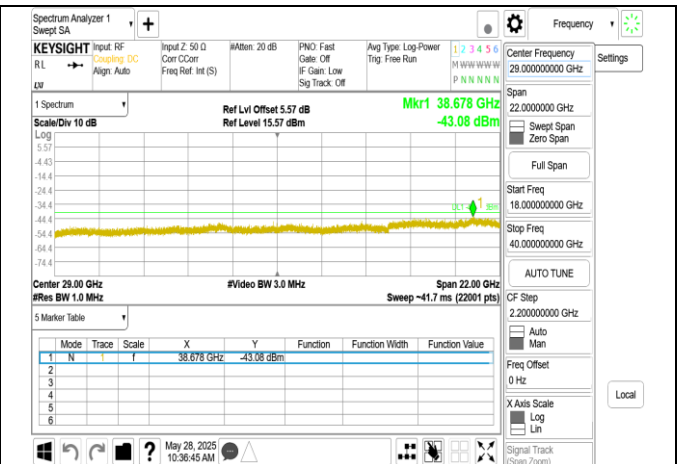 Spectrum Analyzer 1
Swept SA
+
Frequency
KEYSIGHT
Input: RF
Coupling: DC
Align: Auto
Input Z: 50 Ω
Corr CCorr
Freq Ref: Int (S)
#Atten: 20 dB
PNO: Fast
Gate: Off
IF Gain: Low
Sig Track: Off
Avg Type: Log-Power
Trig: Free Run
1 2 3 4 5 6
M W W W W W
P N N N N N
RL
LXI
1 Spectrum
Scale/Div 10 dB
Ref Lvl Offset 5.57 dB
Ref Level 15.57 dBm
Mkr1 38.678 GHz
-43.08 dBm
Log
5.57
-4.43
-14.4
-24.4
-34.4
-44.4
-54.4
-64.4
-74.4
1
Center 29.00 GHz
#Res BW 1.0 MHz
#Video BW 3.0 MHz
Span 22.00 GHz
Sweep ~41.7 ms (22001 pts)
5 Marker Table
Mode Trace Scale X Y Function Function Width Function Value
1 N 1 f 38.678 GHz -43.08 dBm
2
3
4
5
6
May 28, 2025
10:36:45 AM
?
Center Frequency
29.000000000 GHz
Settings
Span
22.0000000 GHz
Swept Span
Zero Span
Full Span
Start Freq
18.000000000 GHz
Stop Freq
40.000000000 GHz
AUTO TUNE
CF Step
2.200000000 GHz
Auto
Man
Freq Offset
0 Hz
X Axis Scale
Log
Lin
Local
Signal Track
(Span Zoom)